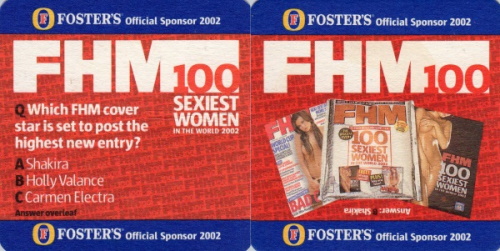 FOSTER'S Official Sponsor 2002
FHM 100
SEXIEST
WOMEN
IN THE WORLD 2002
Q Which FHM cover
star is set to post the
highest new entry?
A Shakira
B Holly Valance
C Carmen Electra
Answer overleaf
FOSTER'S Official Sponsor 2002
FOSTER'S Official Sponsor 2002
FHM 100
FHM
100
SEXIEST
WOMEN
FHM
100
SEXIEST
WOMEN
Answer: Shakira
FOSTER'S Official Sponsor 2002